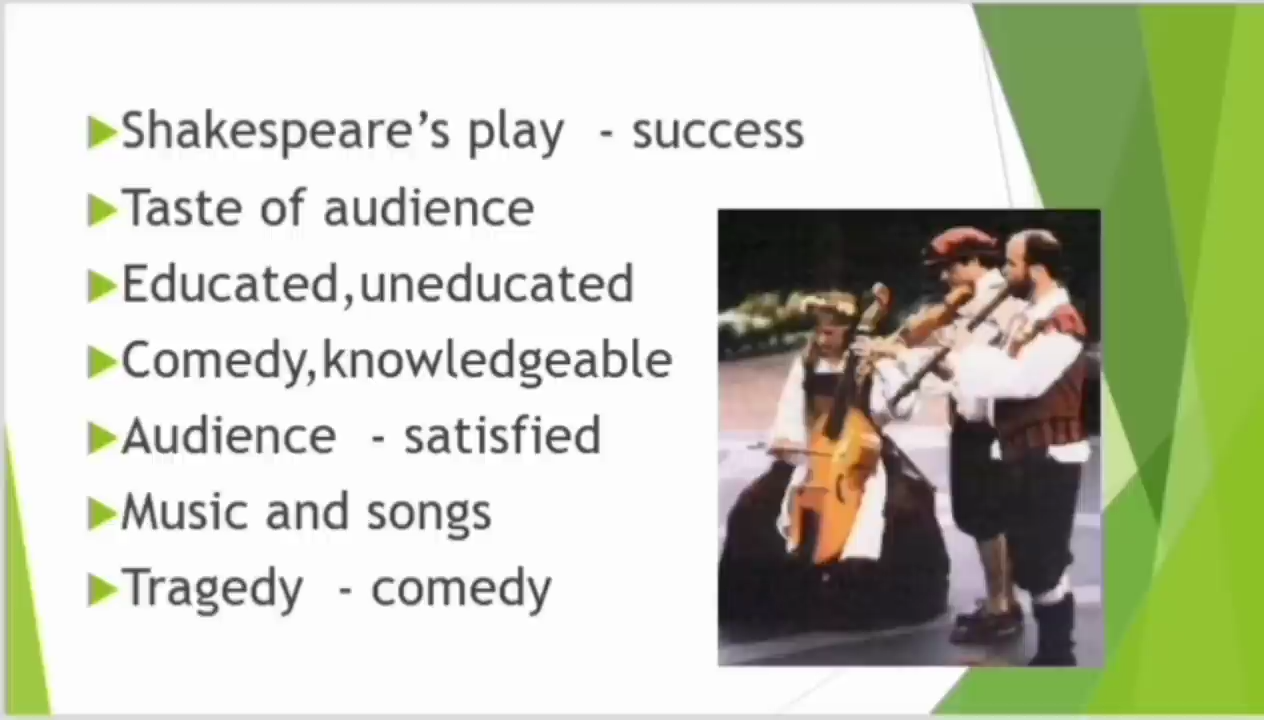 Shakespeare’s play - success
Taste of audience
Educated,uneducated
Comedy,knowledgeable
Audience - satisfied
Music and songs
Tragedy - comedy